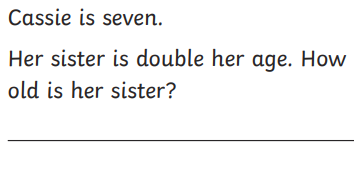 Cassie is seven.
Her sister is double her age. How
old is her sister?